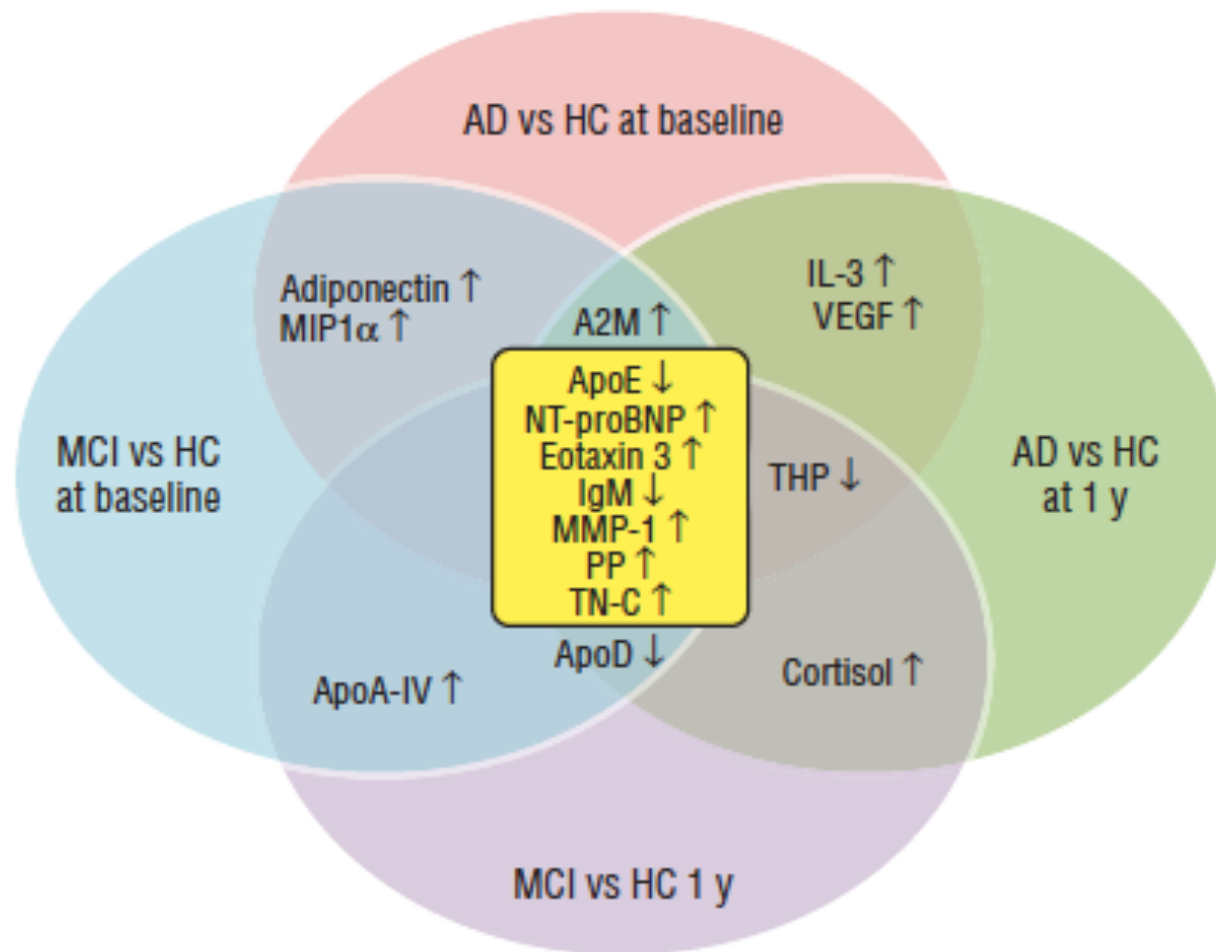 AD vs HC at baseline
Adiponectin ↑
MIP1α ↑
A2M ↑
IL-3 ↑
VEGF ↑
MCI vs HC
at baseline
ApoE ↓
NT-proBNP ↑
Eotaxin 3 ↑
IgM ↓
MMP-1 ↑
PP ↑
TN-C ↑
THP ↓
AD vs HC
at 1 y
ApoA-IV ↑
ApoD ↓
Cortisol ↑
MCI vs HC 1 y